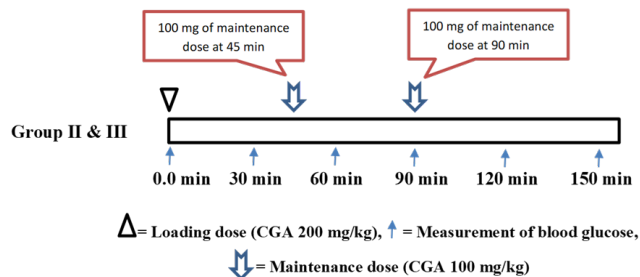 100 mg of maintenance
dose at 45 min
100 mg of maintenance
dose at 90 min
Group II & III
0.0 min 30 min 60 min 90 min 120 min 150 min
= Loading dose (CGA 200 mg/kg), = Measurement of blood glucose,
= Maintenance dose (CGA 100 mg/kg)